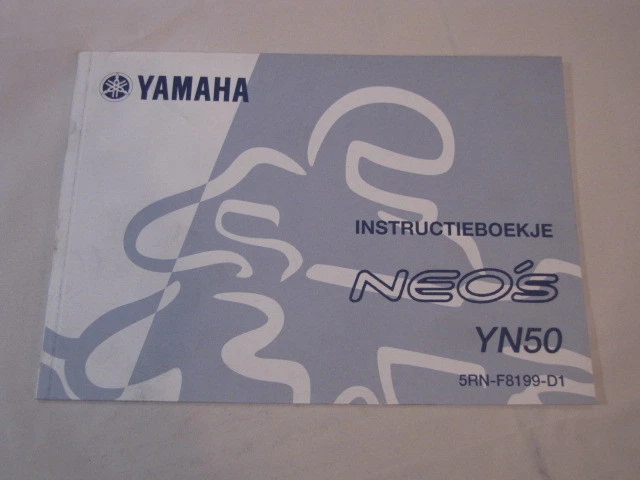 YAMAHA
INSTRUCTIEBOEKJE
NEO's
YN50
5RN-F8199-D1